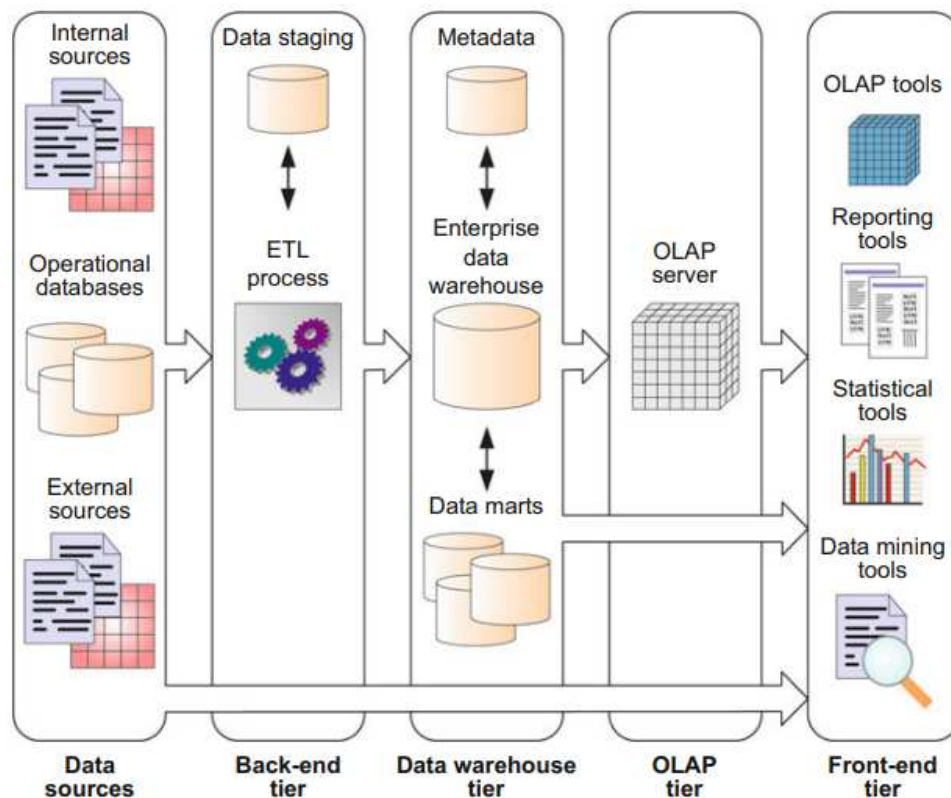 Internal
sources
Operational
databases
External
sources
Data
sources
Data staging
ETL
process
Back-end
tier
Metadata
Enterprise
data
warehouse
Data marts
Data warehouse
tier
OLAP
server
OLAP
tier
OLAP tools
Reporting
tools
Statistical
tools
Data mining
tools
Front-end
tier